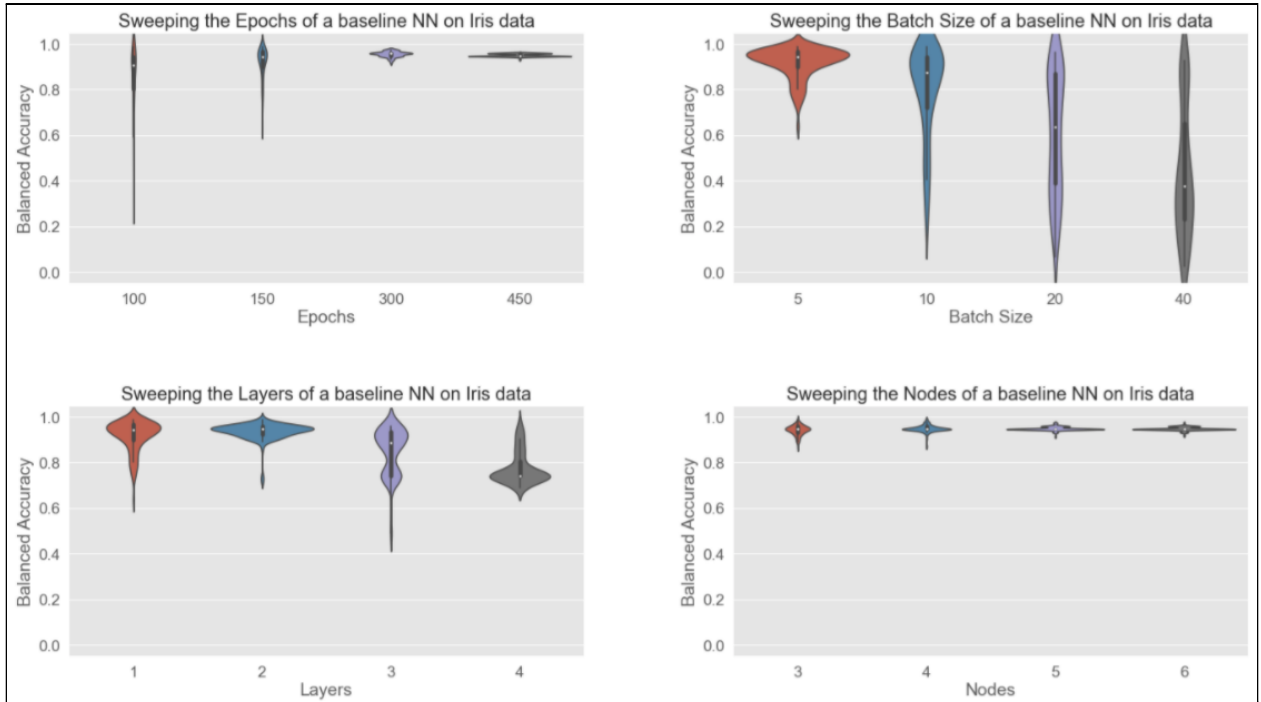 Sweeping the Epochs of a baseline NN on Iris data
Balanced Accuracy
1.0
0.8
0.6
0.4
0.2
0.0
100 150 300 450
Epochs
Sweeping the Batch Size of a baseline NN on Iris data
Balanced Accuracy
1.0
0.8
0.6
0.4
0.2
0.0
5 10 20 40
Batch Size
Sweeping the Layers of a baseline NN on Iris data
Balanced Accuracy
1.0
0.8
0.6
0.4
0.2
0.0
1 2 3 4
Layers
Sweeping the Nodes of a baseline NN on Iris data
Balanced Accuracy
1.0
0.8
0.6
0.4
0.2
0.0
3 4 5 6
Nodes